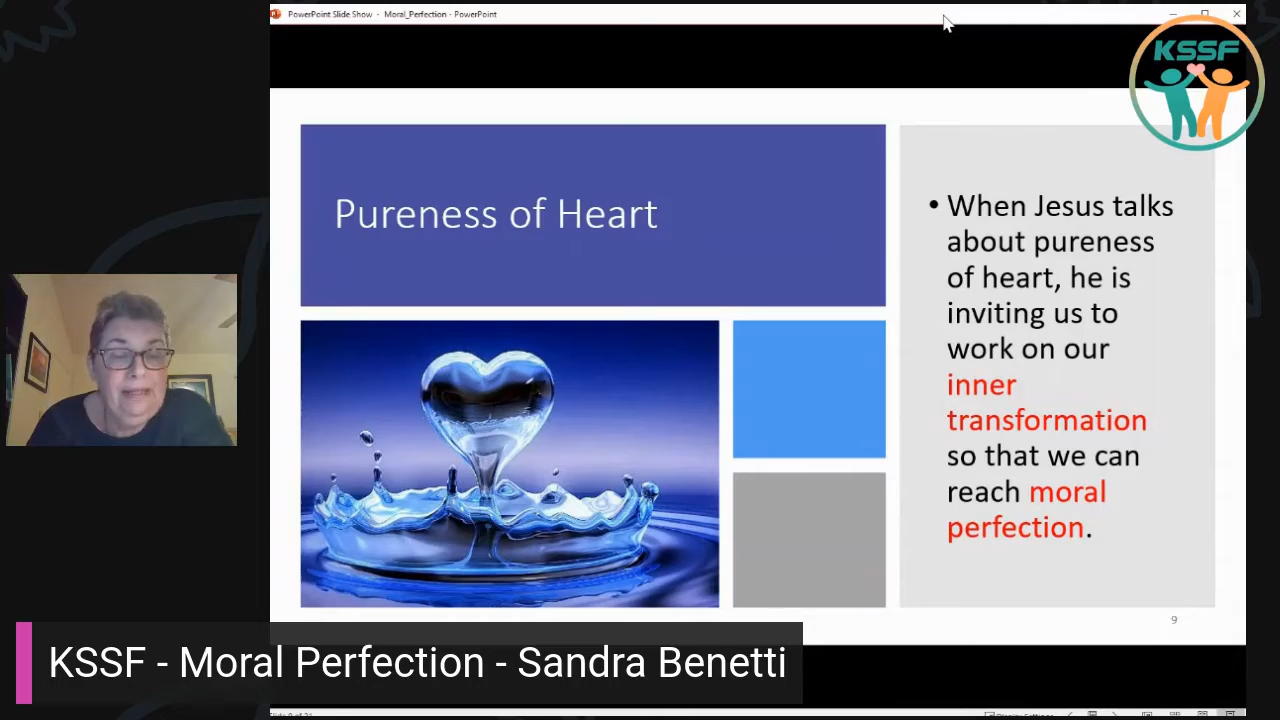 PowerPoint Slide Show - Moral_Perfection - PowerPoint
KSSF
Pureness of Heart
• When Jesus talks
about pureness
of heart, he is
inviting us to
work on our
inner
transformation
so that we can
reach moral
perfection.
9
KSSF - Moral Perfection - Sandra Benetti